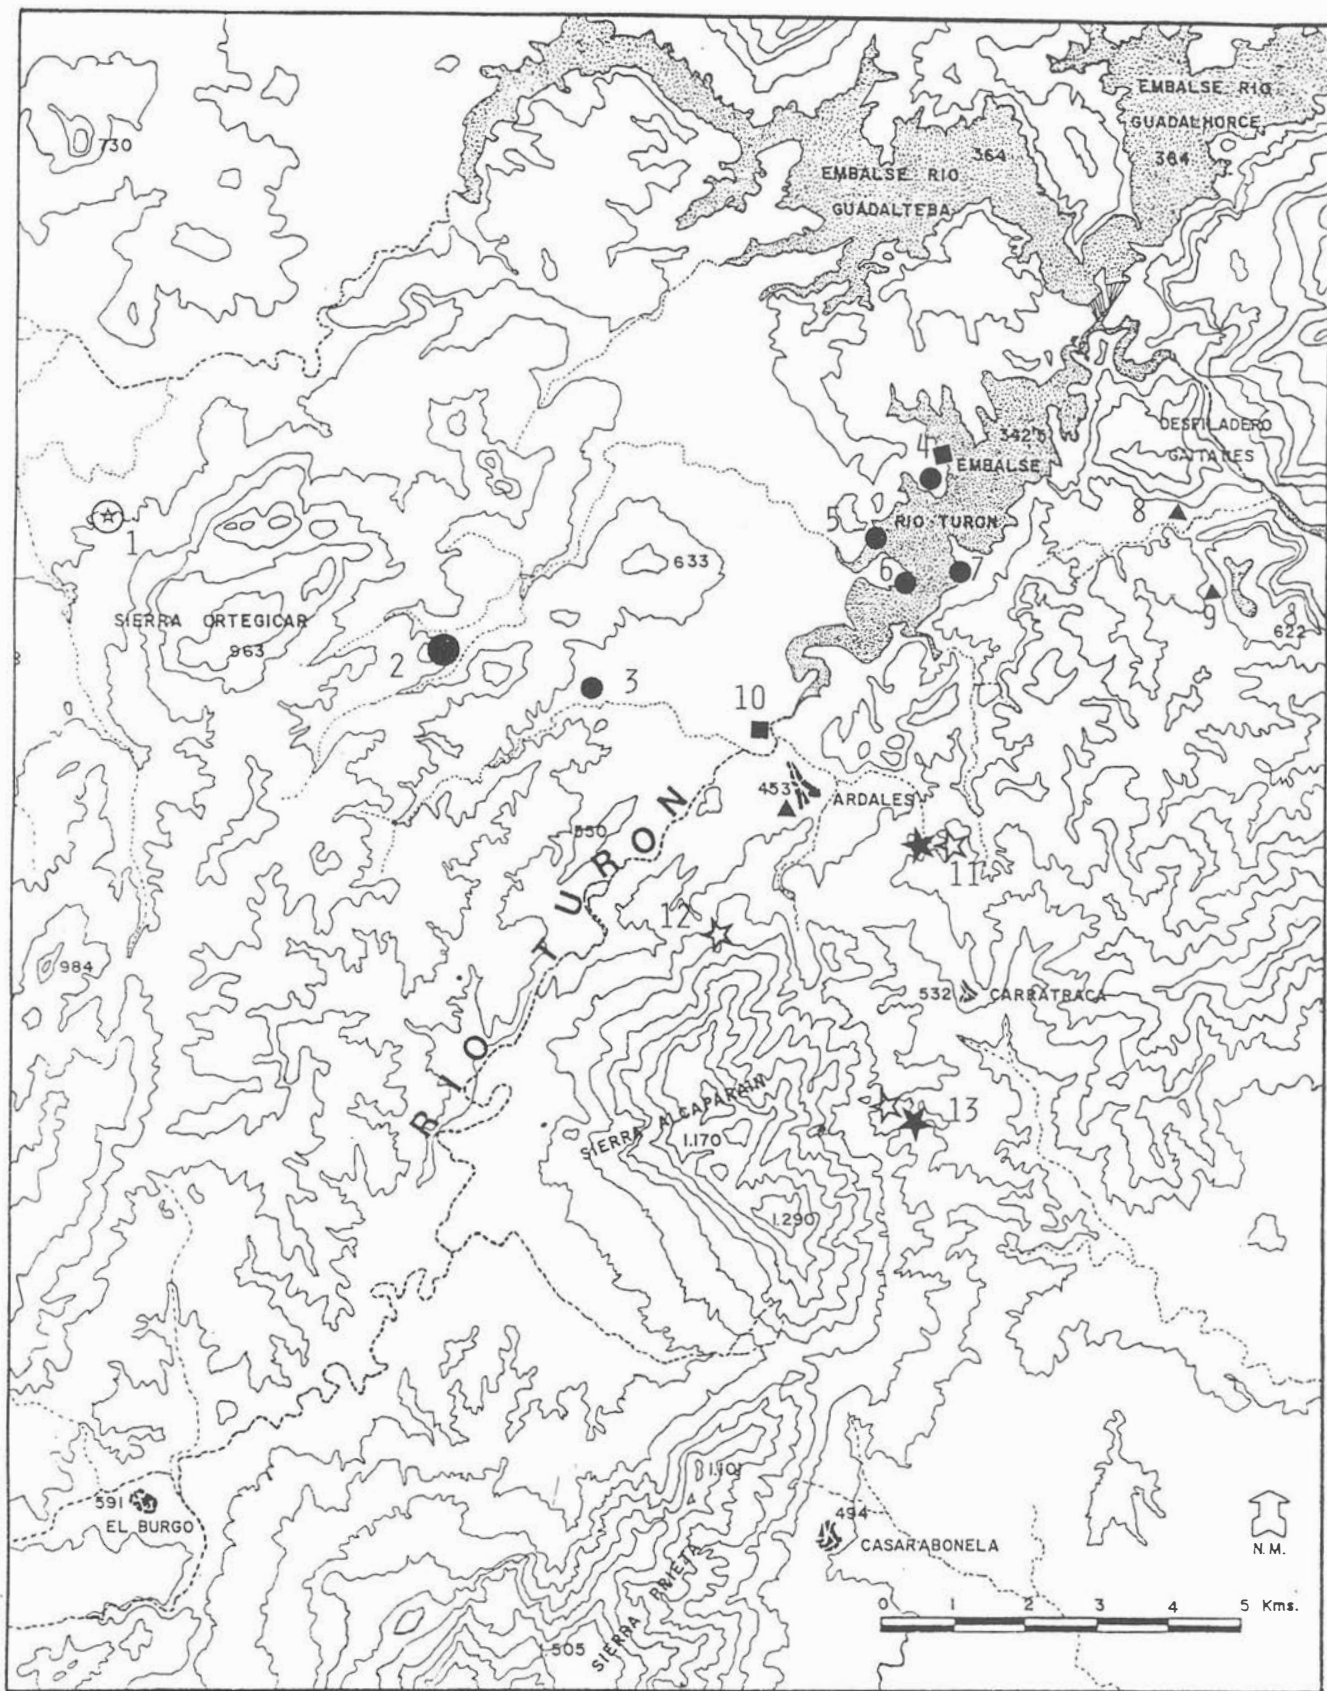 EMBALSE RIO
GUADALHORCE
364
730
364
EMBALSE RIO
GUADALTEBA
DESFILADERO
GAITANES
342'5
4
EMBALSE
8
1
5
RIO TURON
633
6
7
9
622
SIERRA ORTEGICAR
963
2
3
10
453
ARDALES
550
11
12
984
532
CARRATRACA
RIO TURON
SIERRA ALCAPARAIN
1.170
13
1.290
1.101
591
EL BURGO
494
CASARABONELA
N.M.
SIERRA PRIETA
1.505
0 1 2 3 4 5 Kms.